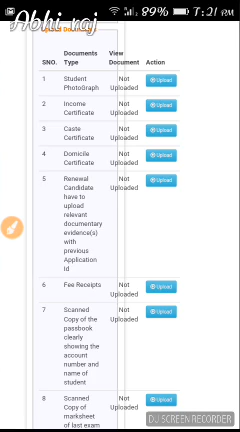 89% 7:21 PM
Abhi_raj
Upload Documents
SNO. Documents Type View Document Action
1 Student PhotoGraph Not Uploaded Upload
2 Income Certificate Not Uploaded Upload
3 Caste Certificate Not Uploaded Upload
4 Domicile Certificate Not Uploaded Upload
5 Renewal Candidate have to upload relevant documentary evidence(s) with previous Application Id Not Uploaded Upload
6 Fee Receipts Not Uploaded Upload
7 Scanned Copy of the passbook clearly showing the account number and name of student Not Uploaded Upload
8 Scanned Copy of marksheet of last exam Not Uploaded Upload
DU SCREEN RECORDER